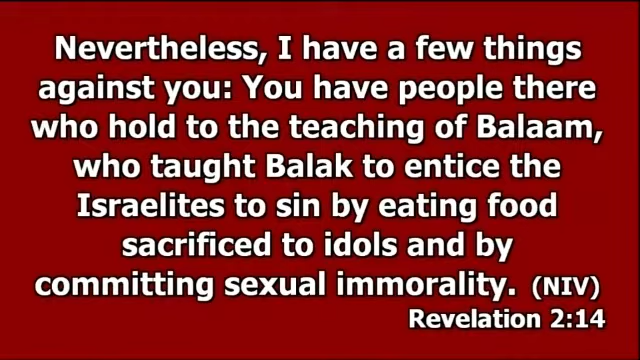 Nevertheless, I have a few things
against you: You have people there
who hold to the teaching of Balaam,
who taught Balak to entice the
Israelites to sin by eating food
sacrificed to idols and by
committing sexual immorality. (NIV)
Revelation 2:14